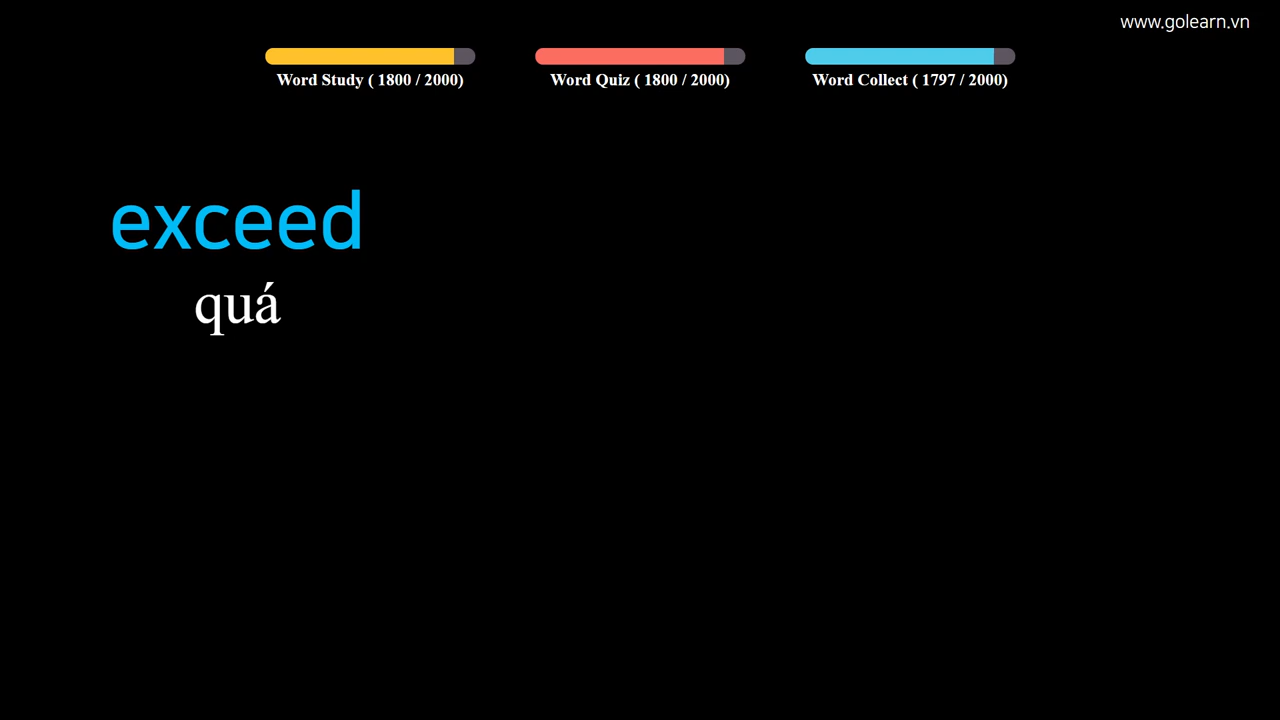 www.golearn.vn
Word Study ( 1800 / 2000)
Word Quiz ( 1800 / 2000)
Word Collect ( 1797 / 2000)
exceed
quá